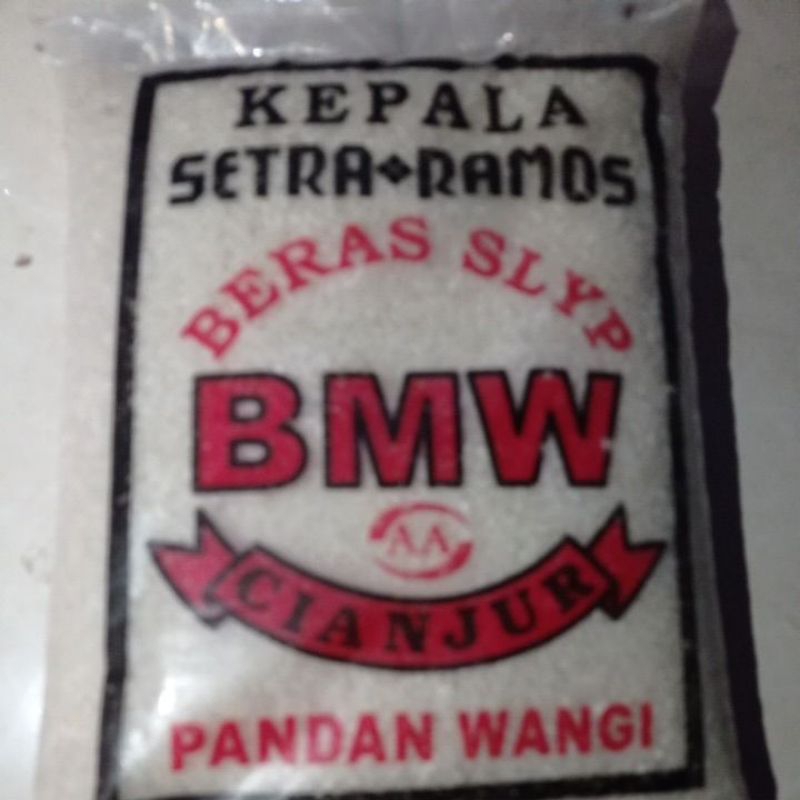 KEPALA
SETRA❖RAMOS
BERAS SLYP
BMW
AA
CIANJUR
PANDAN WANGI